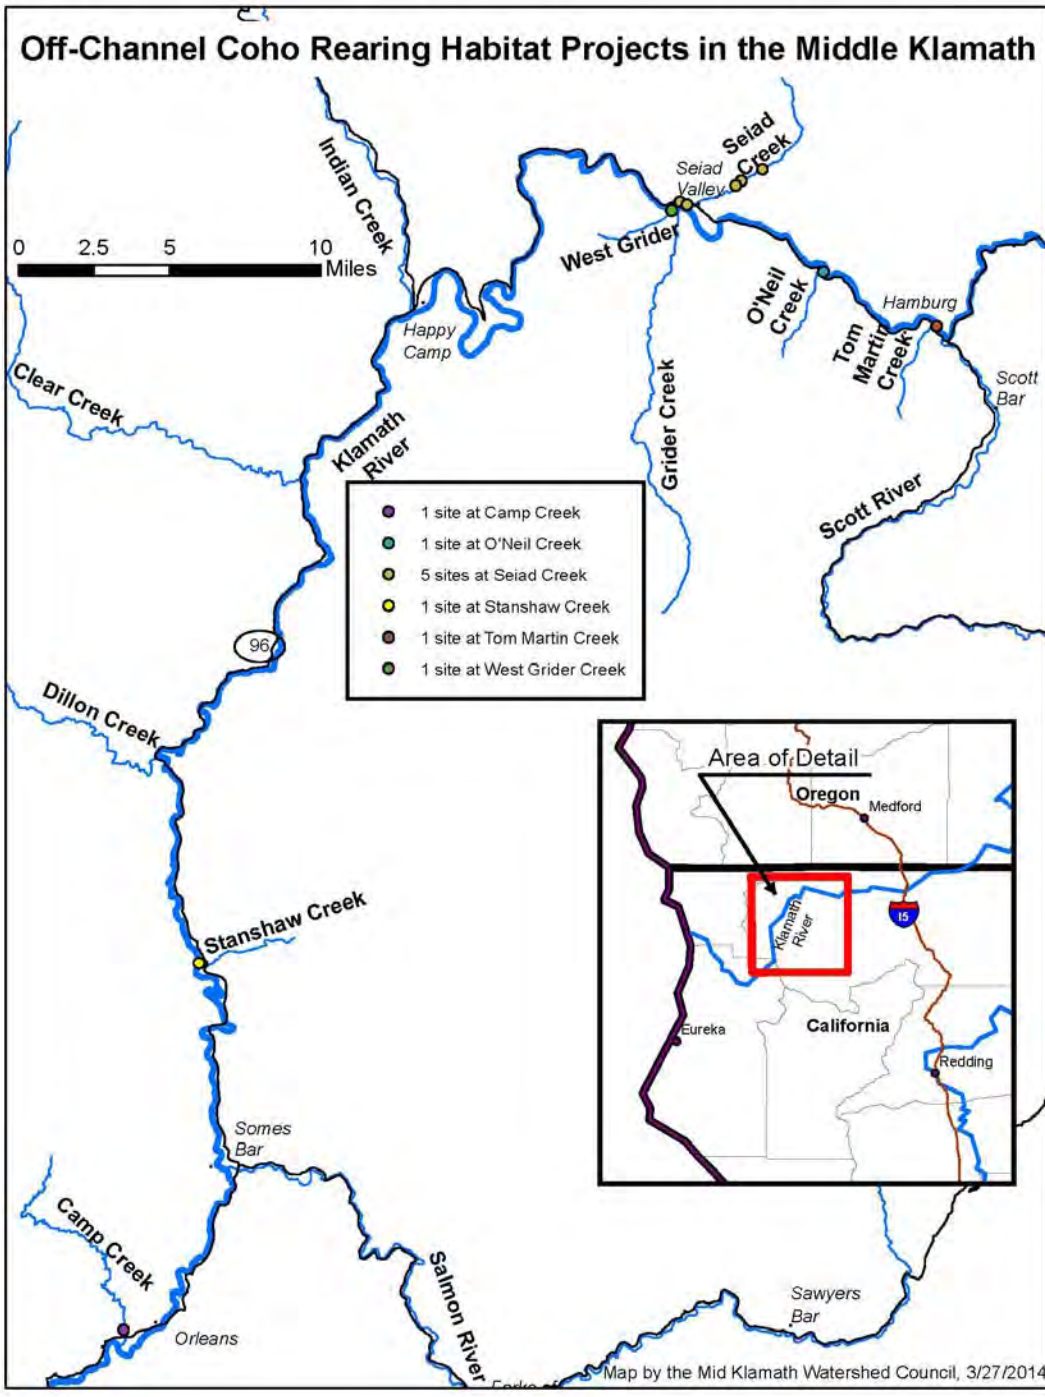 Off-Channel Coho Rearing Habitat Projects in the Middle Klamath
Indian Creek
Seiad
Creek
Seiad
Valley
West Grider
0 2.5 5 10
Miles
O'Neil
Creek
Hamburg
Tom
Martin
Creek
Happy
Camp
Scott
Bar
Clear Creek
Klamath
River
Grider Creek
Scott River
1 site at Camp Creek
1 site at O'Neil Creek
5 sites at Seiad Creek
1 site at Stanshaw Creek
1 site at Tom Martin Creek
1 site at West Grider Creek
96
Dillon Creek
Area of Detail
Oregon
Medford
Klamath
River
15
California
Eureka
Redding
Stanshaw Creek
Somes
Bar
Camp Creek
Salmon River
Orleans
Sawyers
Bar
Map by the Mid Klamath Watershed Council, 3/27/2014